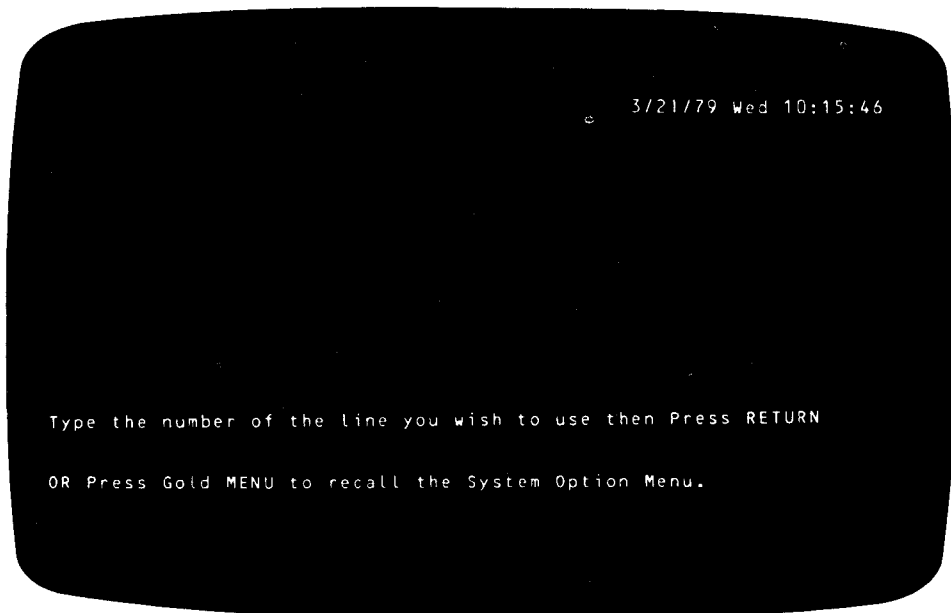 3/21/79 Wed 10:15:46
Type the number of the line you wish to use then Press RETURN
OR Press Gold MENU to recall the System Option Menu.